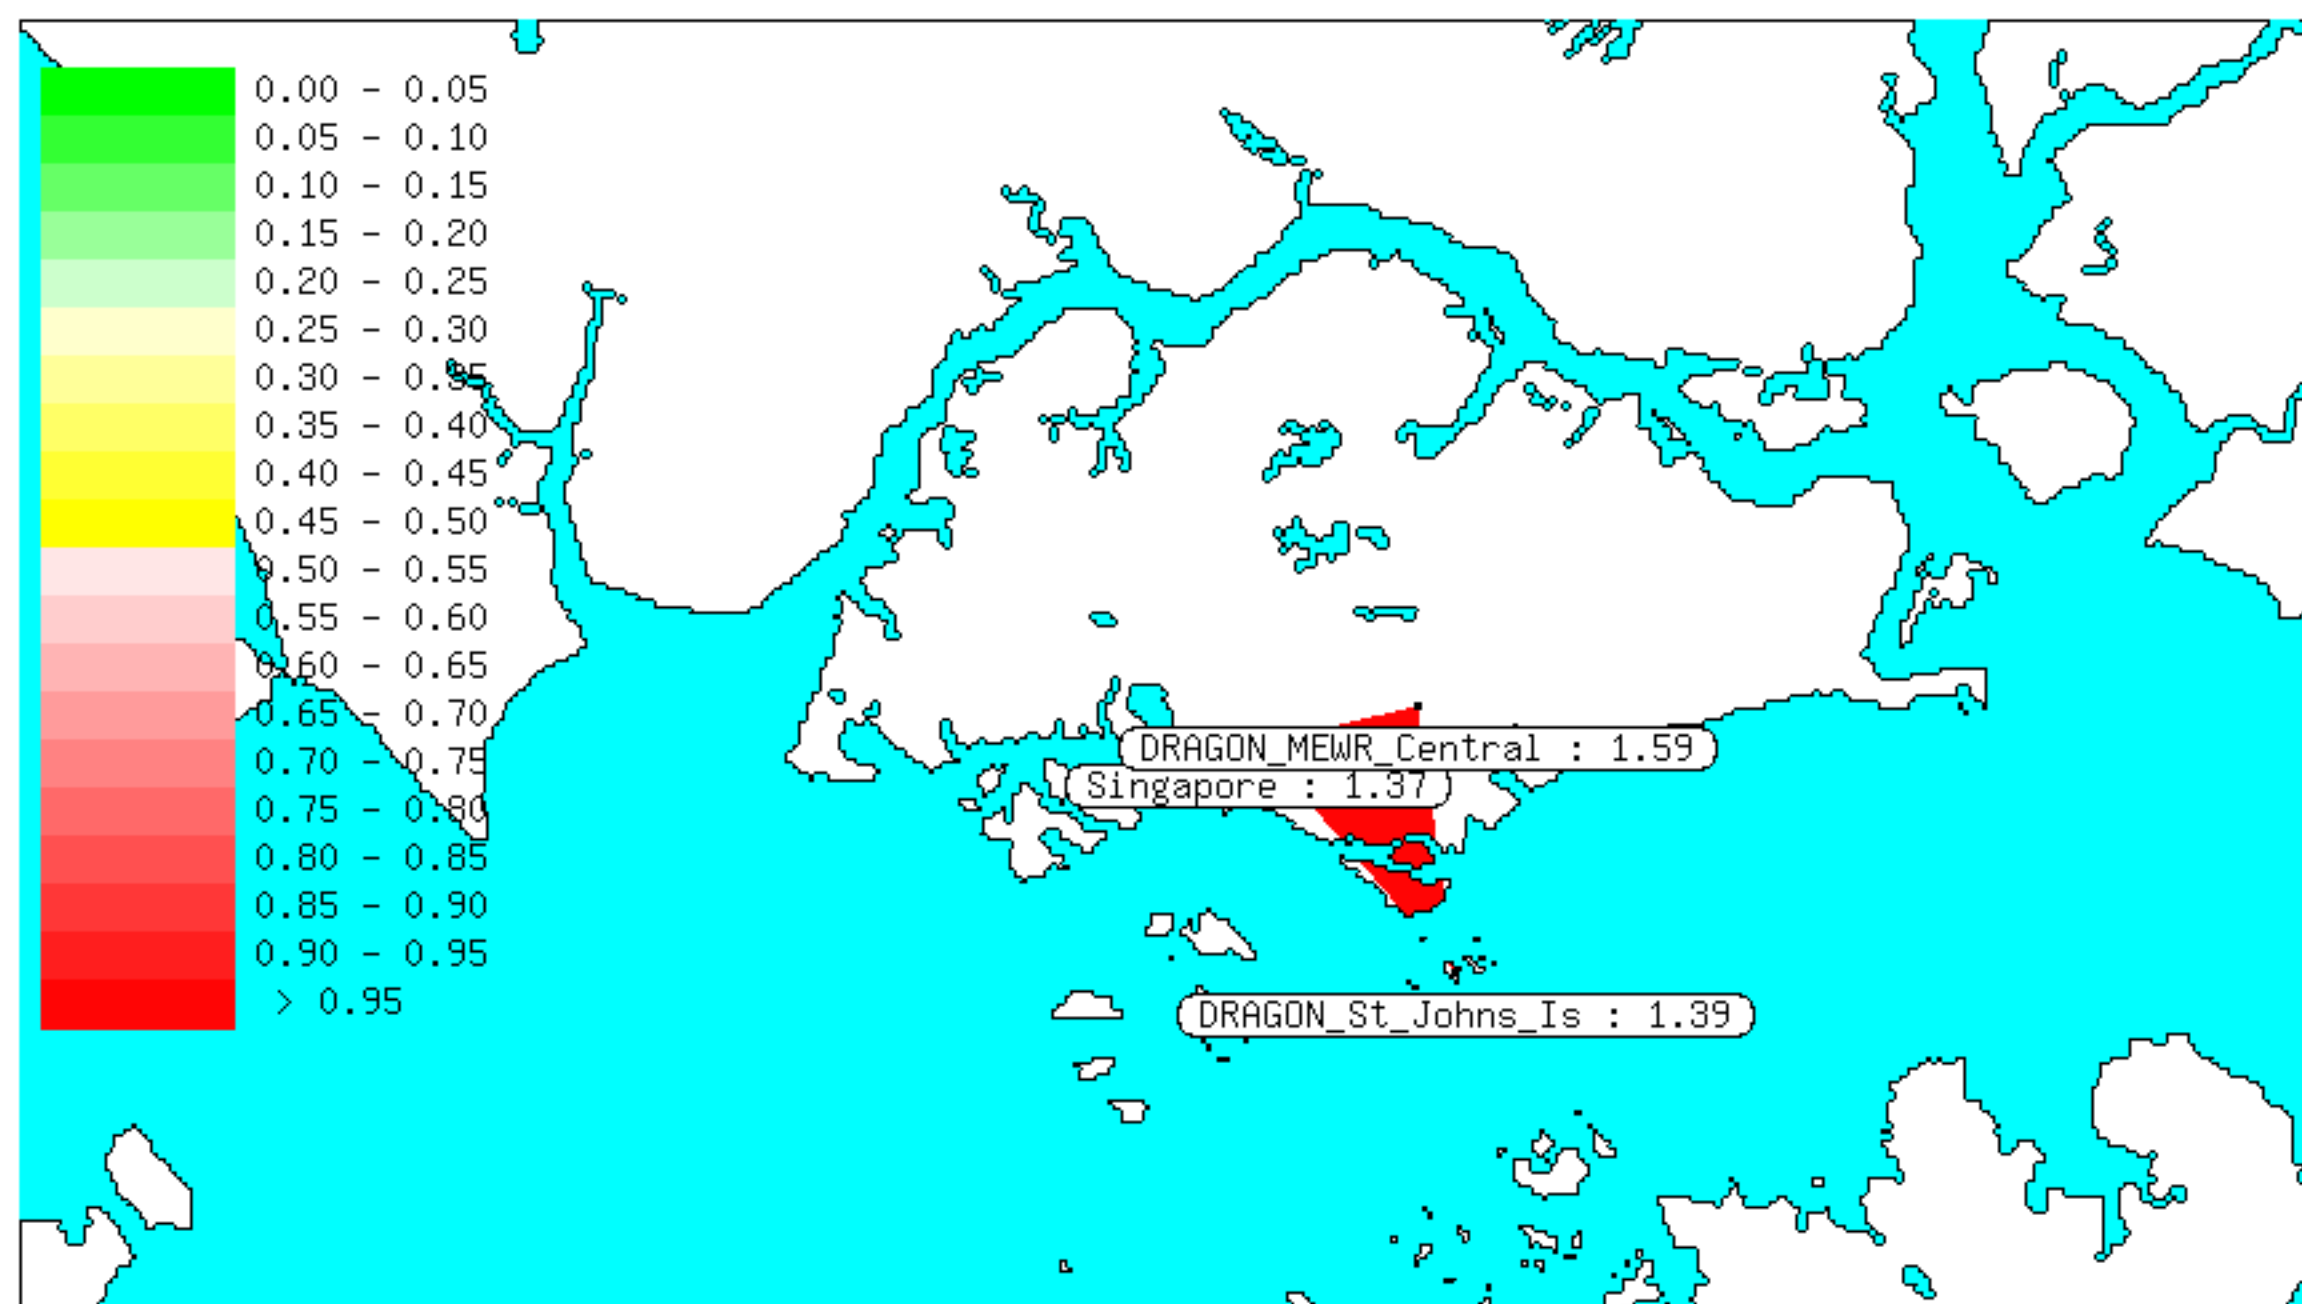 0.00 - 0.05
0.05 - 0.10
0.10 - 0.15
0.15 - 0.20
0.20 - 0.25
0.25 - 0.30
0.30 - 0.35
0.35 - 0.40
0.40 - 0.45
0.45 - 0.50
0.50 - 0.55
0.55 - 0.60
0.60 - 0.65
0.65 - 0.70
0.70 - 0.75
0.75 - 0.80
0.80 - 0.85
0.85 - 0.90
0.90 - 0.95
> 0.95
DRAGON_MEWR_Central : 1.59
Singapore : 1.37
DRAGON_St_Johns_Is : 1.39